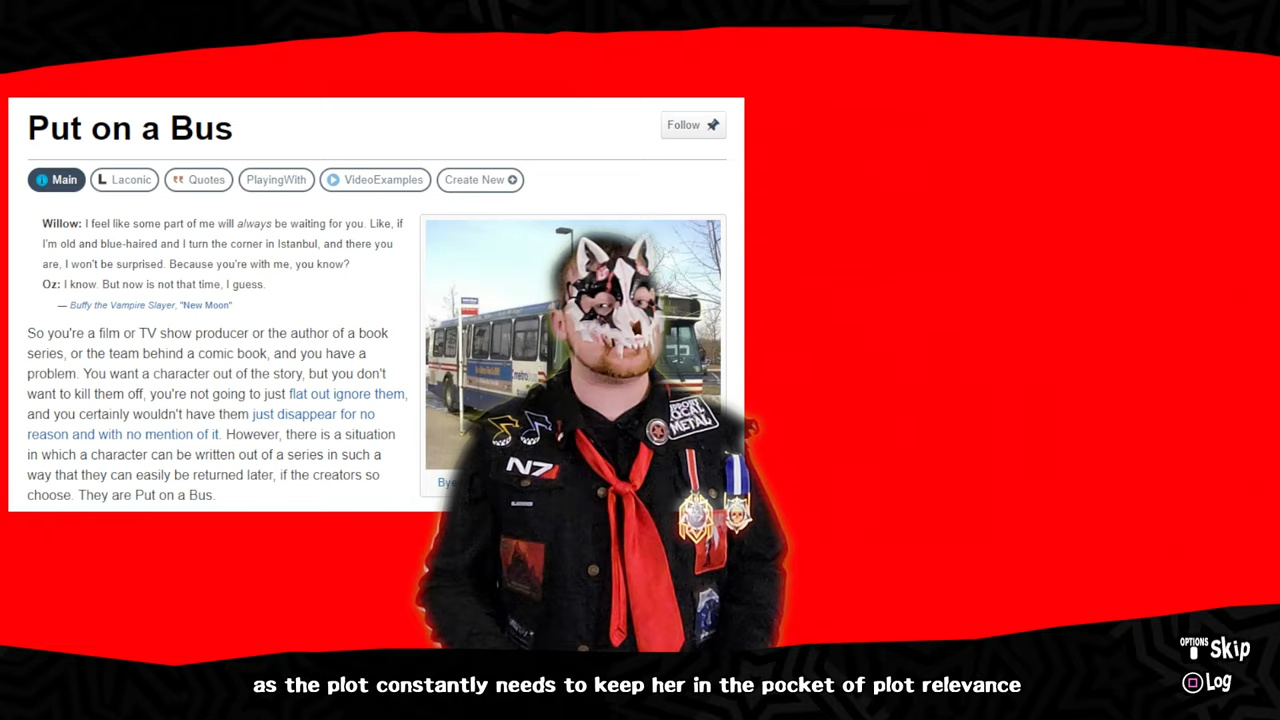 Put on a Bus
Follow
Main
Laconic
Quotes
PlayingWith
VideoExamples
Create New
Willow: I feel like some part of me will always be waiting for you. Like, if
I'm old and blue-haired and I turn the corner in Istanbul, and there you
are, I won't be surprised. Because you're with me, you know?
Oz: I know. But now is not that time, I guess.
— Buffy the Vampire Slayer, "New Moon"
So you're a film or TV show producer or the author of a book
series, or the team behind a comic book, and you have a
problem. You want a character out of the story, but you don't
want to kill them off, you're not going to just flat out ignore them,
and you certainly wouldn't have them just disappear for no
reason and with no mention of it. However, there is a situation
in which a character can be written out of a series in such a
way that they can easily be returned later, if the creators so
choose. They are Put on a Bus.
LOCAL
METAL
N7
OPTIONS
Skip
Log
as the plot constantly needs to keep her in the pocket of plot relevance